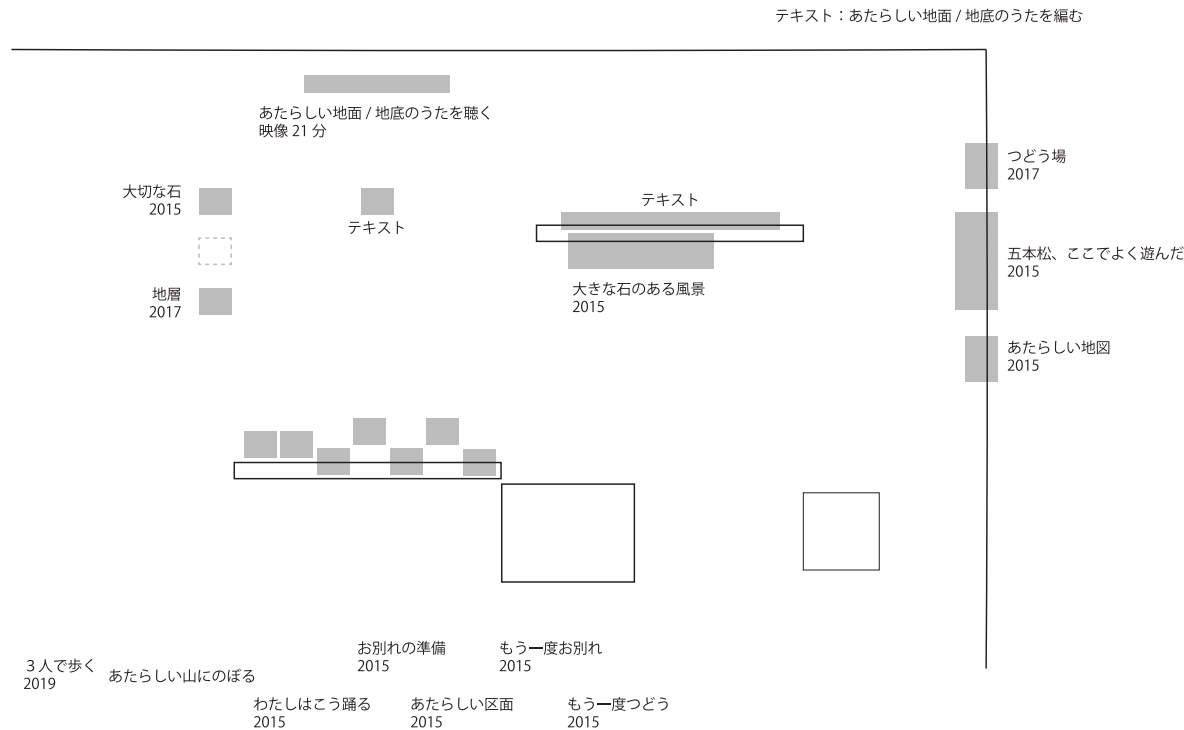 テキスト：あたらしい地面 / 地底のうたを編む
あたらしい地面 / 地底のうたを聴く
映像 21 分
つどう場
2017
大切な石
2015
テキスト
テキスト
五本松、ここでよく遊んだ
2015
地層
2017
大きな石のある風景
2015
あたらしい地図
2015
お別れの準備
2015
もう一度お別れ
2015
３人で歩く
2019
あたらしい山にのぼる
わたしはこう踊る
2015
あたらしい区画
2015
もう一度つどう
2015